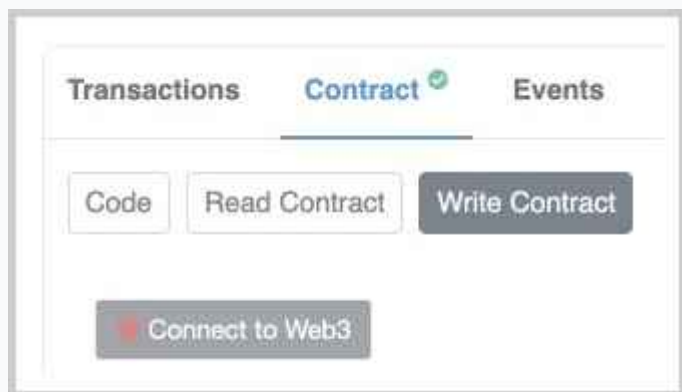 Transactions Contract Events
Code Read Contract Write Contract
Connect to Web3